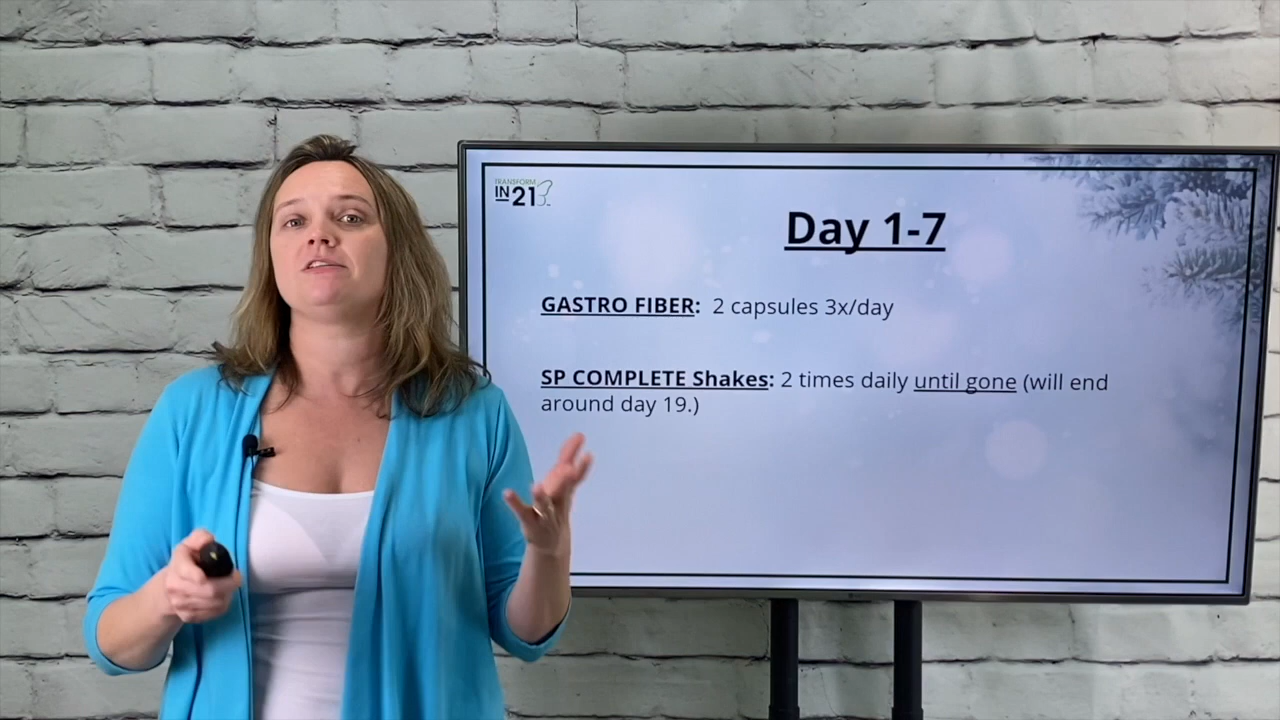 TRANSFORM
IN 21
Day 1-7
GASTRO FIBER: 2 capsules 3x/day
SP COMPLETE Shakes: 2 times daily until gone (will end
around day 19.)